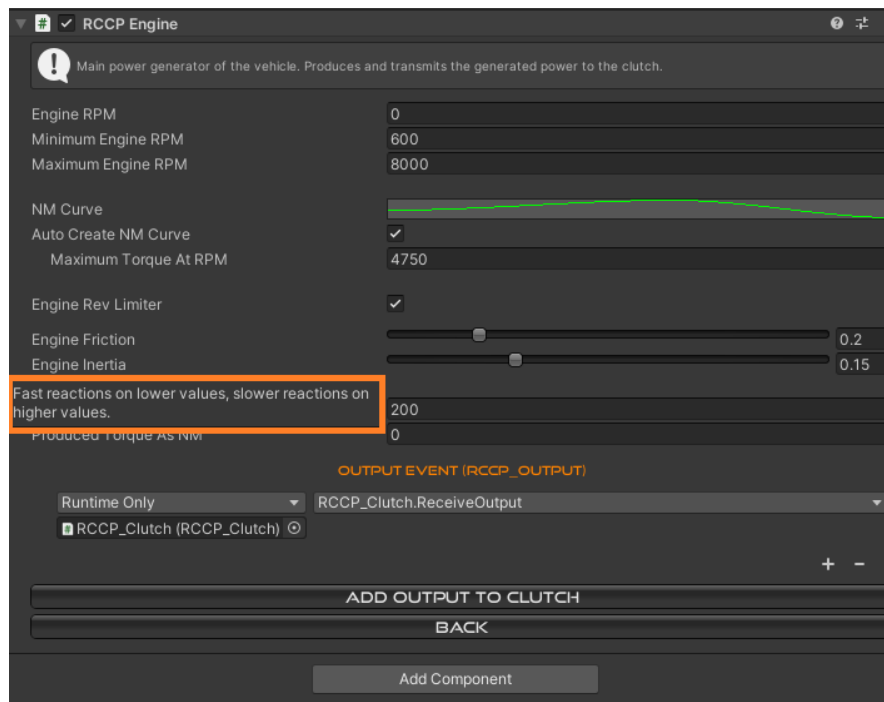 RCCP Engine
Main power generator of the vehicle. Produces and transmits the generated power to the clutch.
Engine RPM 0
Minimum Engine RPM 600
Maximum Engine RPM 8000
NM Curve
Auto Create NM Curve
Maximum Torque At RPM 4750
Engine Rev Limiter
Engine Friction 0.2
Engine Inertia 0.15
Fast reactions on lower values, slower reactions on
higher values.
200
Produced Torque As NM 0
OUTPUT EVENT (RCCP_OUTPUT)
Runtime Only RCCP_Clutch.ReceiveOutput
RCCP_Clutch (RCCP_Clutch)
ADD OUTPUT TO CLUTCH
BACK
Add Component